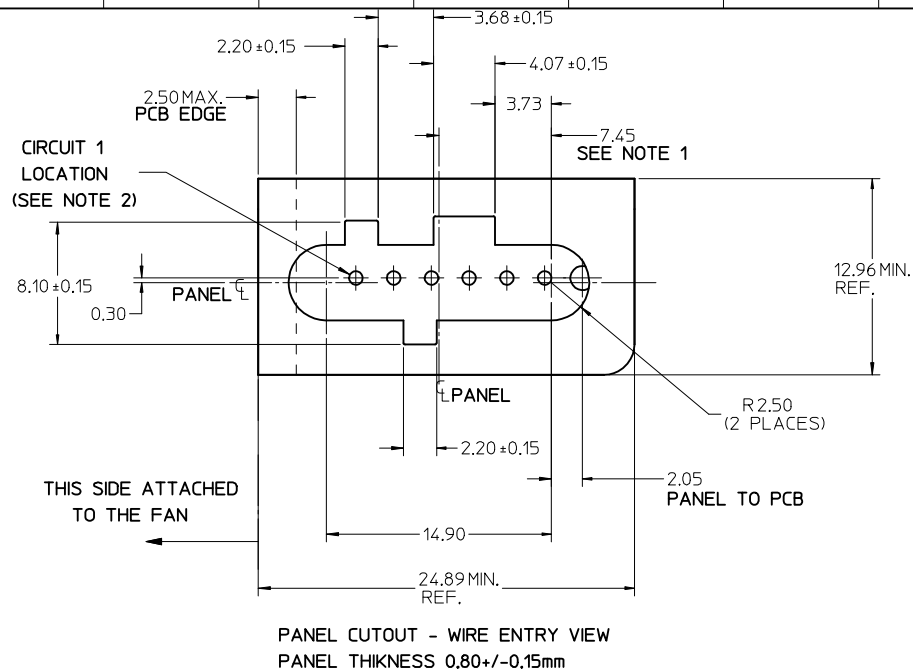 3.68±0.15
2.20±0.15
4.07±0.15
2.50 MAX.
PCB EDGE
3.73
7.45
SEE NOTE 1
CIRCUIT 1
LOCATION
(SEE NOTE 2)
8.10±0.15
PANEL ℄
0.30
12.96 MIN.
REF.
℄ PANEL
R 2.50
(2 PLACES)
2.20±0.15
2.05
PANEL TO PCB
THIS SIDE ATTACHED
TO THE FAN
14.90
24.89 MIN.
REF.
PANEL CUTOUT - WIRE ENTRY VIEW
PANEL THIKNESS 0.80+/-0.15mm